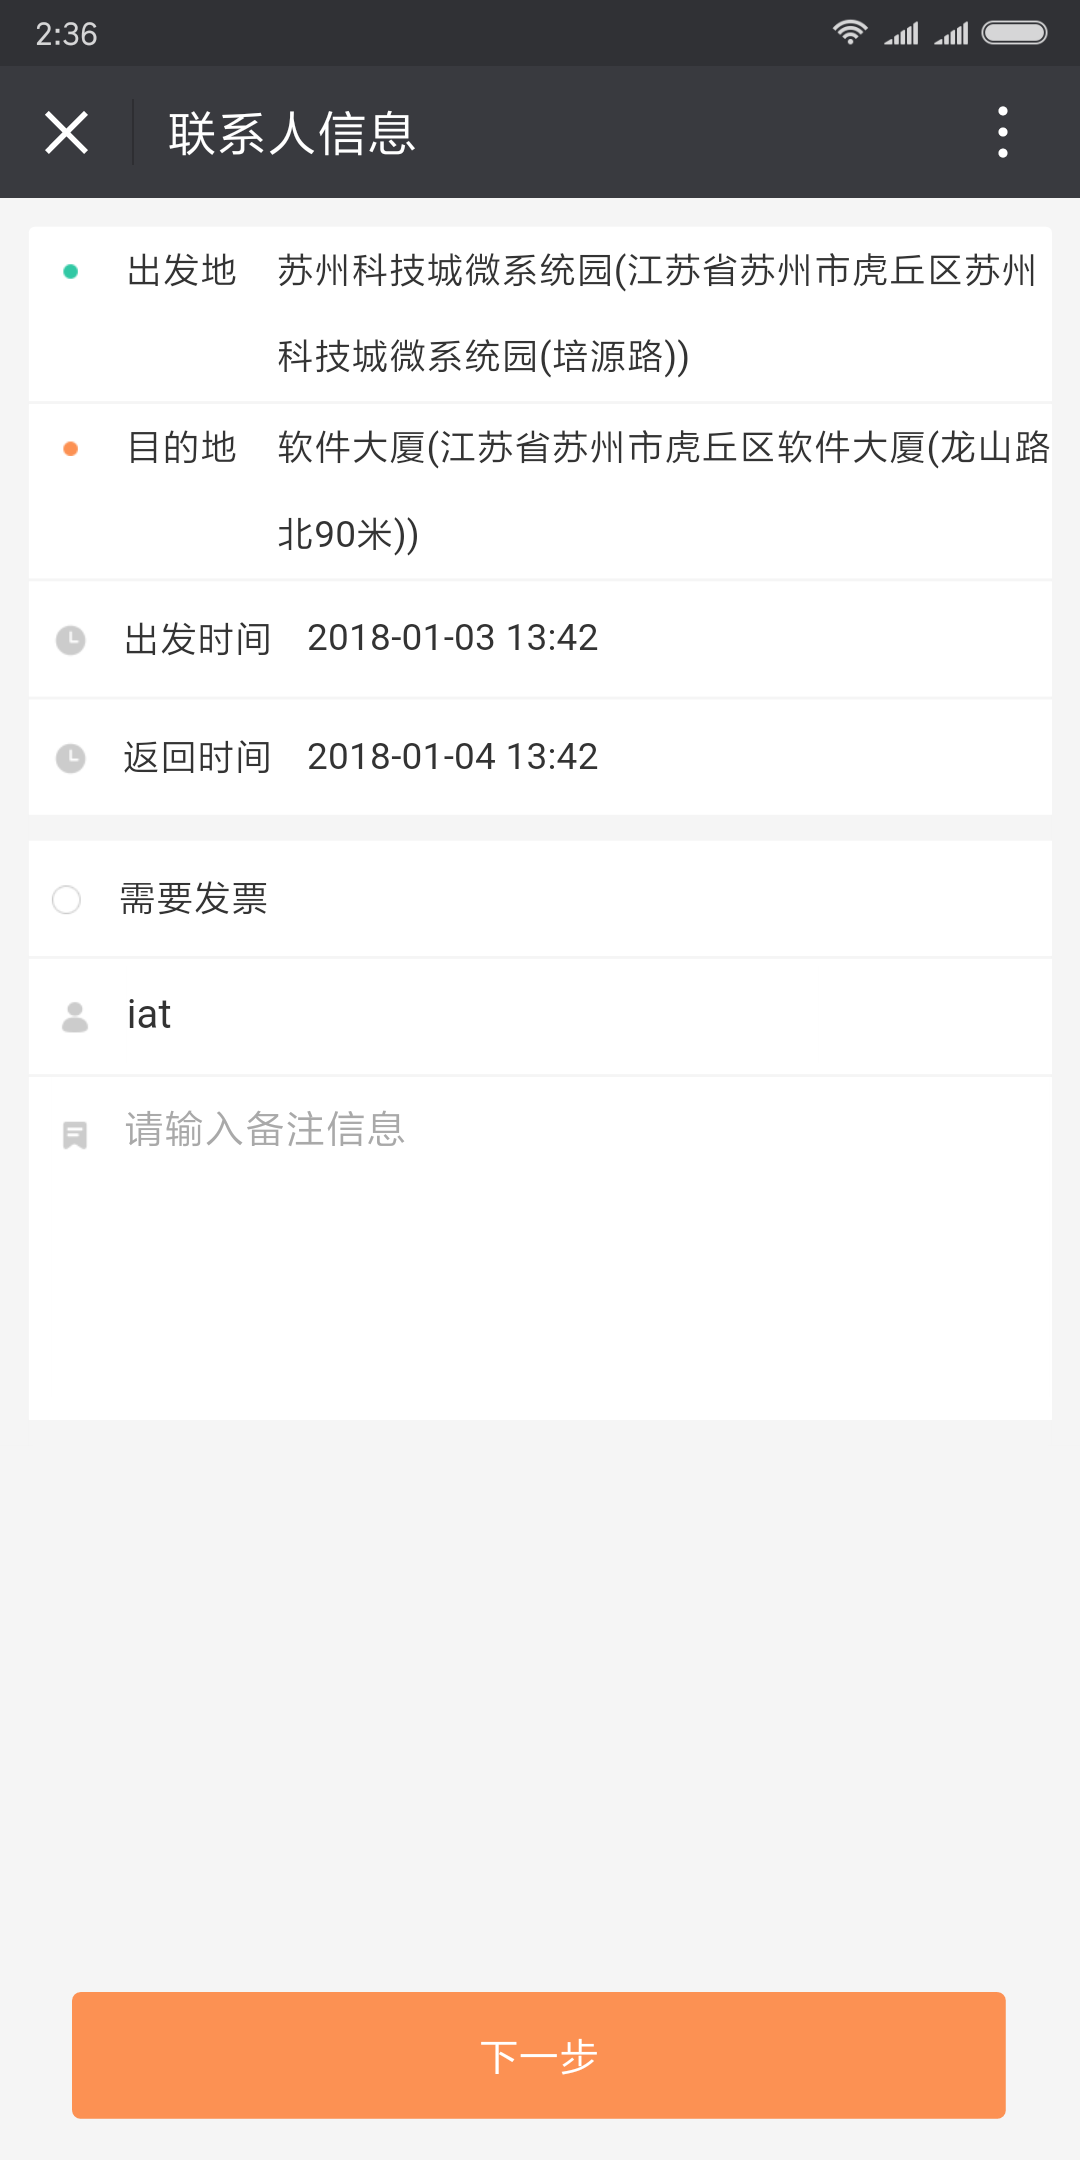 2:36
联系人信息
出发地 苏州科技城微系统园(江苏省苏州市虎丘区苏州
科技城微系统园(培源路))
目的地 软件大厦(江苏省苏州市虎丘区软件大厦(龙山路
北90米))
出发时间 2018-01-03 13:42
返回时间 2018-01-04 13:42
需要发票
iat
请输入备注信息
下一步